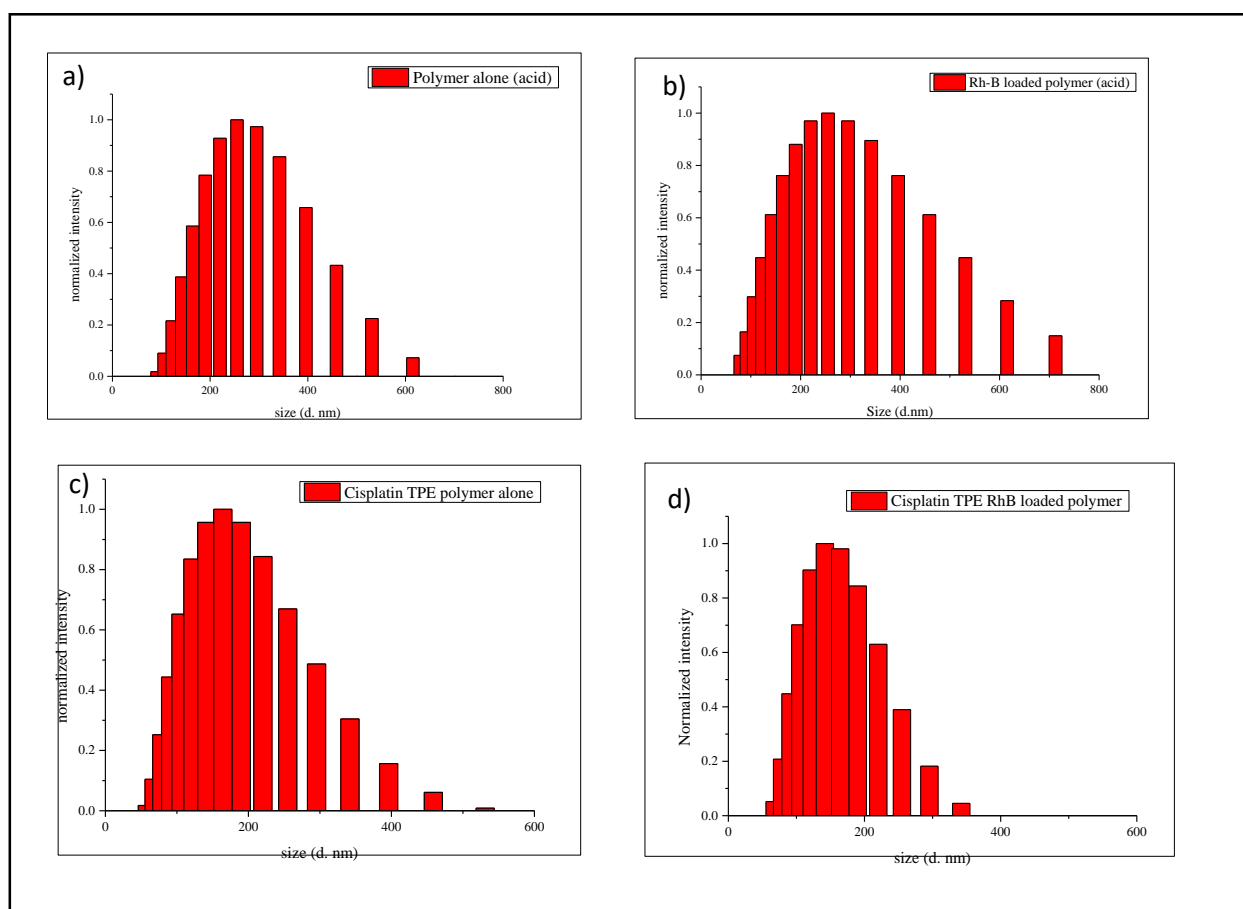 a)
Polymer alone (acid)
1.0
0.8
0.6
0.4
0.2
0.0
normalized intensity
0 200 400 600 800
size (d. nm)
b)
Rh-B loaded polymer (acid)
1.0
0.8
0.6
0.4
0.2
0.0
normalized intensity
0 200 400 600 800
Size (d.nm)
c)
Cisplatin TPE polymer alone
1.0
0.8
0.6
0.4
0.2
0.0
normalized intensity
0 200 400 600
size (d. nm)
d)
Cisplatin TPE RhB loaded polymer
1.0
0.8
0.6
0.4
0.2
0.0
Normalized intensity
0 200 400 600
size (d. nm)